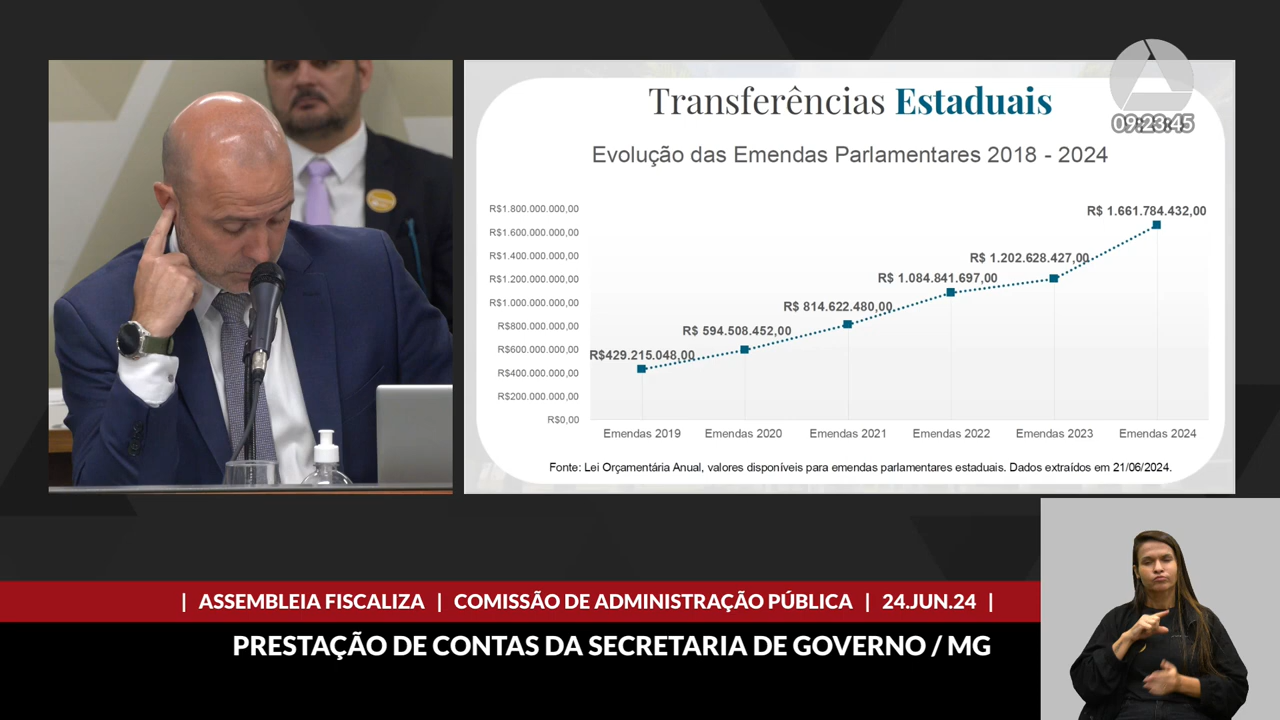 Transferências Estaduais
09:23:45
Evolução das Emendas Parlamentares 2018 - 2024
R$1.800.000.000,00
R$1.600.000.000,00
R$1.400.000.000,00
R$1.200.000.000,00
R$1.000.000.000,00
R$800.000.000,00
R$600.000.000,00
R$400.000.000,00
R$200.000.000,00
R$0,00
R$429.215.048,00
R$ 594.508.452,00
R$ 814.622.480,00
R$ 1.084.841.697,00
R$ 1.202.628.427,00
R$ 1.661.784.432,00
Emendas 2019 Emendas 2020 Emendas 2021 Emendas 2022 Emendas 2023 Emendas 2024
Fonte: Lei Orçamentária Anual, valores disponíveis para emendas parlamentares estaduais. Dados extraídos em 21/06/2024.
| ASSEMBLEIA FISCALIZA | COMISSÃO DE ADMINISTRAÇÃO PÚBLICA | 24.JUN.24 |
PRESTAÇÃO DE CONTAS DA SECRETARIA DE GOVERNO / MG